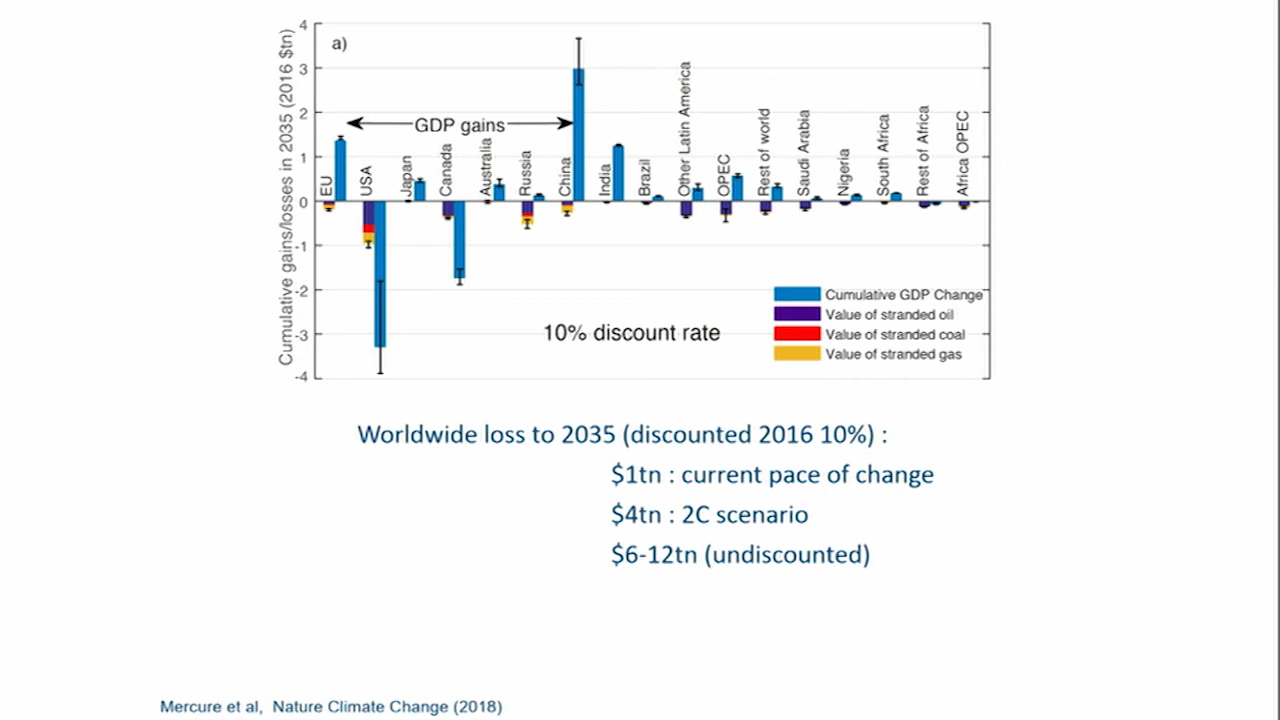 a)
Cumulative gains/losses in 2035 (2016 $tn)
4
3
2
1
0
-1
-2
-3
-4
GDP gains
EU
USA
Japan
Canada
Australia
Russia
China
India
Brazil
Other Latin America
OPEC
Rest of world
Saudi Arabia
Nigeria
South Africa
Rest of Africa
Africa OPEC
10% discount rate
Cumulative GDP Change
Value of stranded oil
Value of stranded coal
Value of stranded gas
Worldwide loss to 2035 (discounted 2016 10%) :
$1tn : current pace of change
$4tn : 2C scenario
$6-12tn (undiscounted)
Mercure et al, Nature Climate Change (2018)